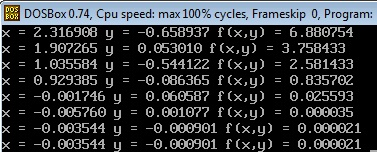 DOS BOX DOSBox 0.74, Cpu speed: max 100% cycles, Frameskip 0, Program:
x = 2.316908 y = -0.658937 f(x,y) = 6.880754
x = 1.907265 y = 0.053010 f(x,y) = 3.758433
x = 1.035584 y = -0.544122 f(x,y) = 2.581433
x = 0.929385 y = -0.086365 f(x,y) = 0.835702
x = -0.001746 y = 0.060587 f(x,y) = 0.025593
x = -0.005760 y = 0.001077 f(x,y) = 0.000035
x = -0.003544 y = -0.000901 f(x,y) = 0.000021
x = -0.003544 y = -0.000901 f(x,y) = 0.000021